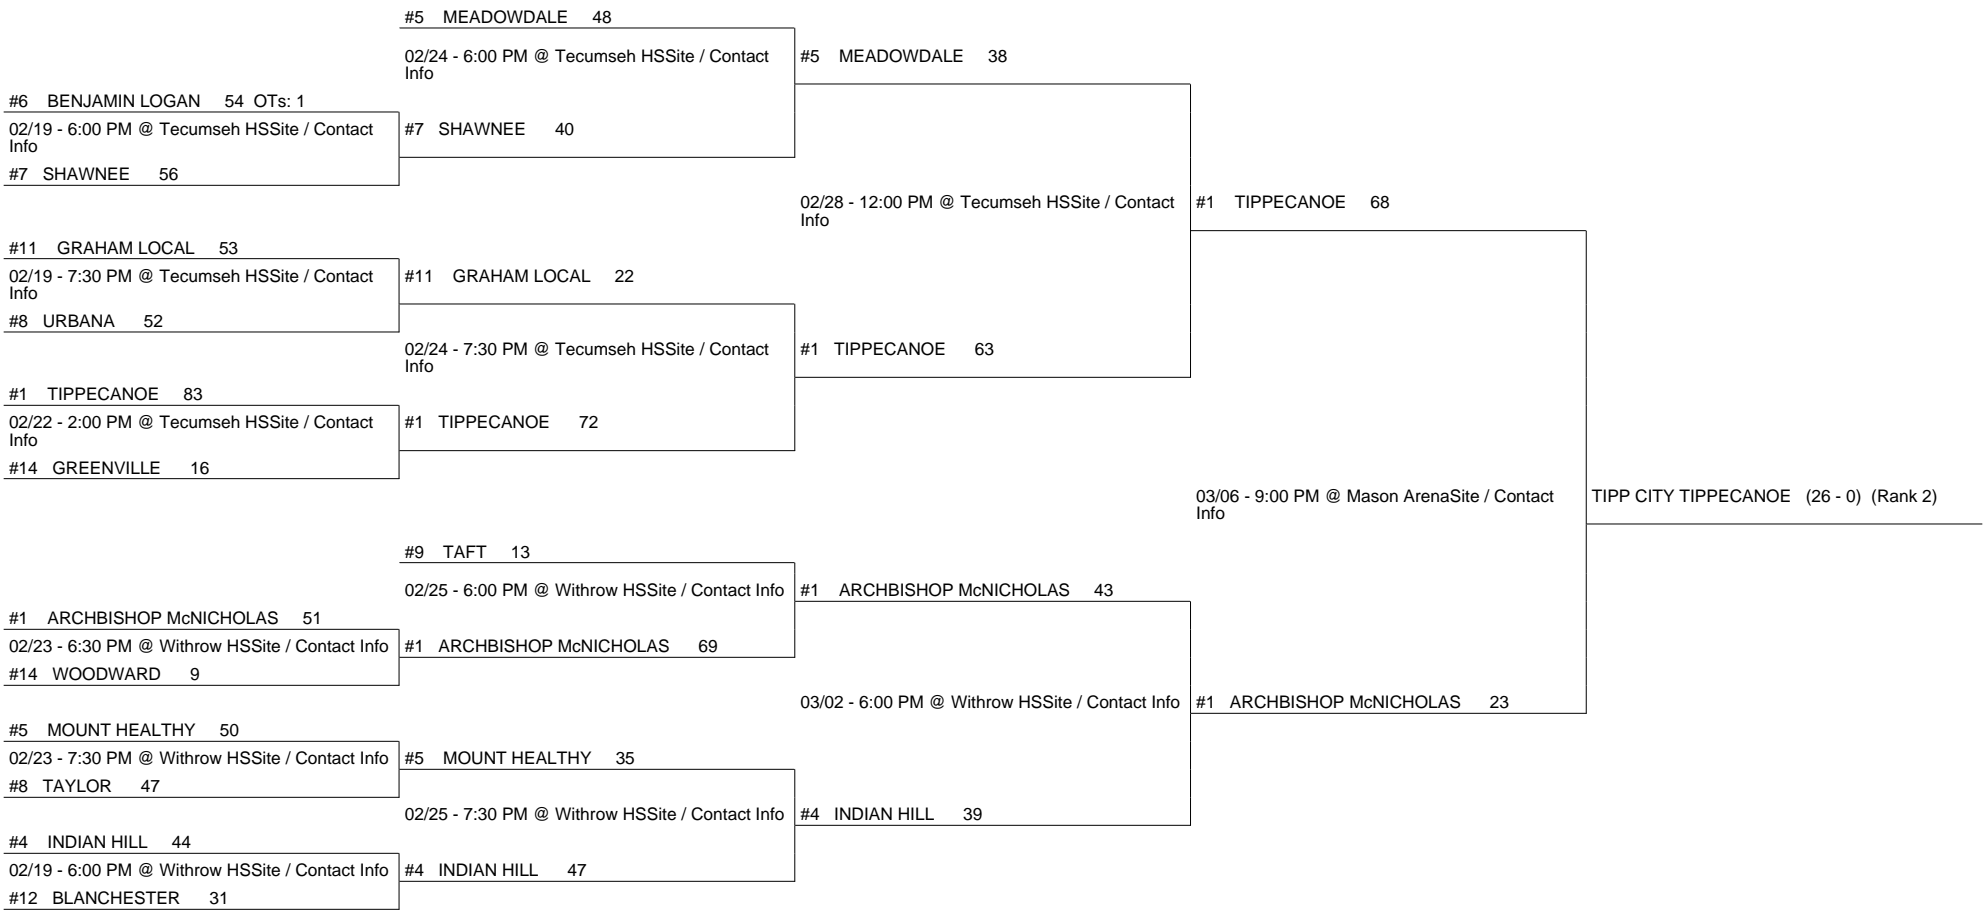 #5 MEADOWDALE 48
02/24 - 6:00 PM @ Tecumseh HSSite / Contact
Info
#5 MEADOWDALE 38
#6 BENJAMIN LOGAN 54 OTs: 1
02/19 - 6:00 PM @ Tecumseh HSSite / Contact
Info
#7 SHAWNEE 40
#7 SHAWNEE 56
02/28 - 12:00 PM @ Tecumseh HSSite / Contact
Info
#1 TIPPECANOE 68
#11 GRAHAM LOCAL 53
02/19 - 7:30 PM @ Tecumseh HSSite / Contact
Info
#11 GRAHAM LOCAL 22
#8 URBANA 52
02/24 - 7:30 PM @ Tecumseh HSSite / Contact
Info
#1 TIPPECANOE 63
#1 TIPPECANOE 83
02/22 - 2:00 PM @ Tecumseh HSSite / Contact
Info
#1 TIPPECANOE 72
#14 GREENVILLE 16
03/06 - 9:00 PM @ Mason ArenaSite / Contact
Info
TIPP CITY TIPPECANOE (26 - 0) (Rank 2)
#9 TAFT 13
02/25 - 6:00 PM @ Withrow HSSite / Contact Info
#1 ARCHBISHOP McNICHOLAS 43
#1 ARCHBISHOP McNICHOLAS 51
02/23 - 6:30 PM @ Withrow HSSite / Contact Info
#1 ARCHBISHOP McNICHOLAS 69
#14 WOODWARD 9
03/02 - 6:00 PM @ Withrow HSSite / Contact Info
#1 ARCHBISHOP McNICHOLAS 23
#5 MOUNT HEALTHY 50
02/23 - 7:30 PM @ Withrow HSSite / Contact Info
#5 MOUNT HEALTHY 35
#8 TAYLOR 47
02/25 - 7:30 PM @ Withrow HSSite / Contact Info
#4 INDIAN HILL 39
#4 INDIAN HILL 44
02/19 - 6:00 PM @ Withrow HSSite / Contact Info
#4 INDIAN HILL 47
#12 BLANCHESTER 31